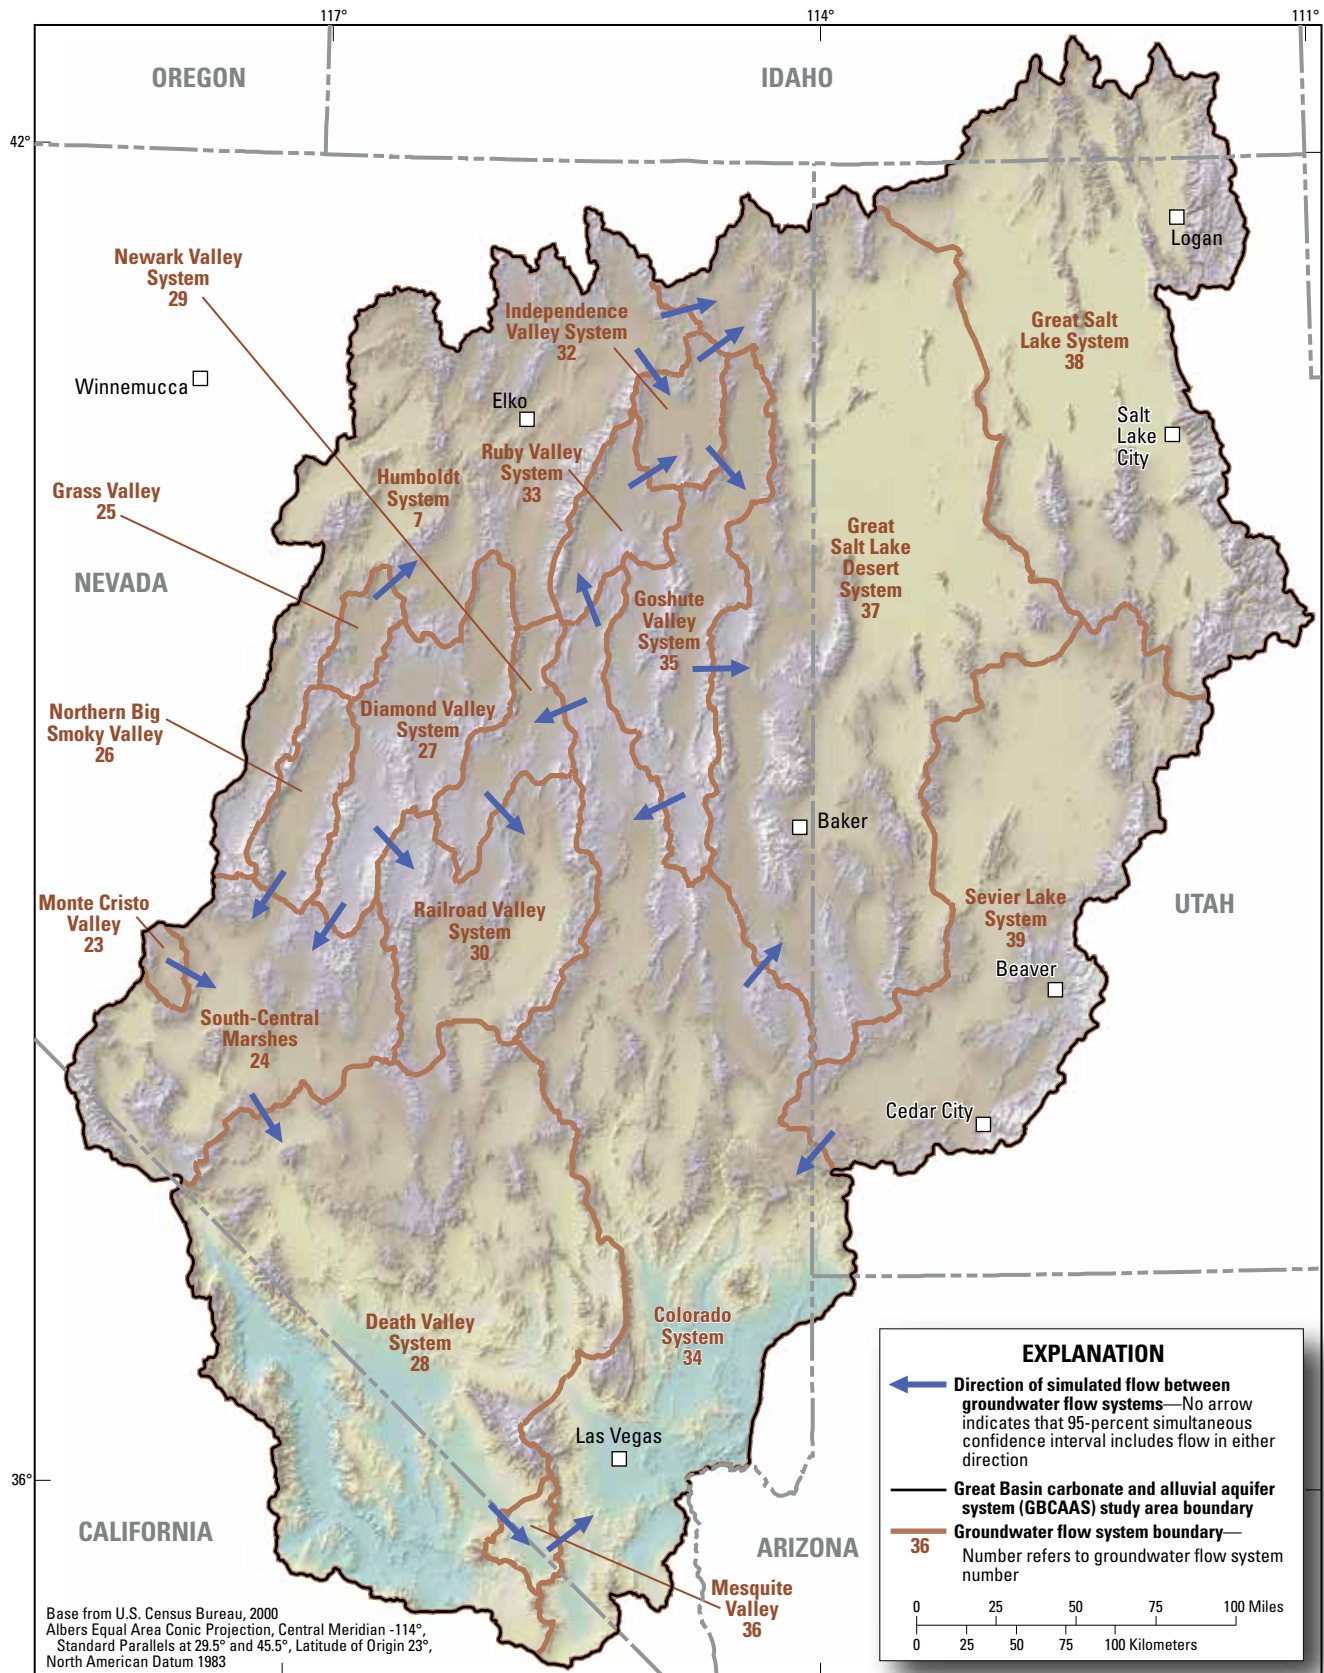 117°
114°
111°
OREGON
IDAHO
42°
Logan
Newark Valley
System
29
Independence
Valley System
32
Great Salt
Lake System
38
Winnemucca
Elko
Salt
Lake
City
Ruby Valley
System
33
Humboldt
System
7
Grass Valley
25
Great
Salt Lake
Desert
System
37
NEVADA
Goshute
Valley
System
35
Northern Big
Smoky Valley
26
Diamond Valley
System
27
Baker
Monte Cristo
Valley
23
Railroad Valley
System
30
Sevier Lake
System
39
UTAH
Beaver
South-Central
Marshes
24
Cedar City
Death Valley
System
28
Colorado
System
34
Las Vegas
36°
CALIFORNIA
ARIZONA
Mesquite
Valley
36
EXPLANATION
Direction of simulated flow between
groundwater flow systems—No arrow
indicates that 95-percent simultaneous
confidence interval includes flow in either
direction
Great Basin carbonate and alluvial aquifer
system (GBCAAS) study area boundary
Groundwater flow system boundary—
36
Number refers to groundwater flow system
number
0 25 50 75 100 Miles
0 25 50 75 100 Kilometers
Base from U.S. Census Bureau, 2000
Albers Equal Area Conic Projection, Central Meridian -114°,
Standard Parallels at 29.5° and 45.5°, Latitude of Origin 23°,
North American Datum 1983